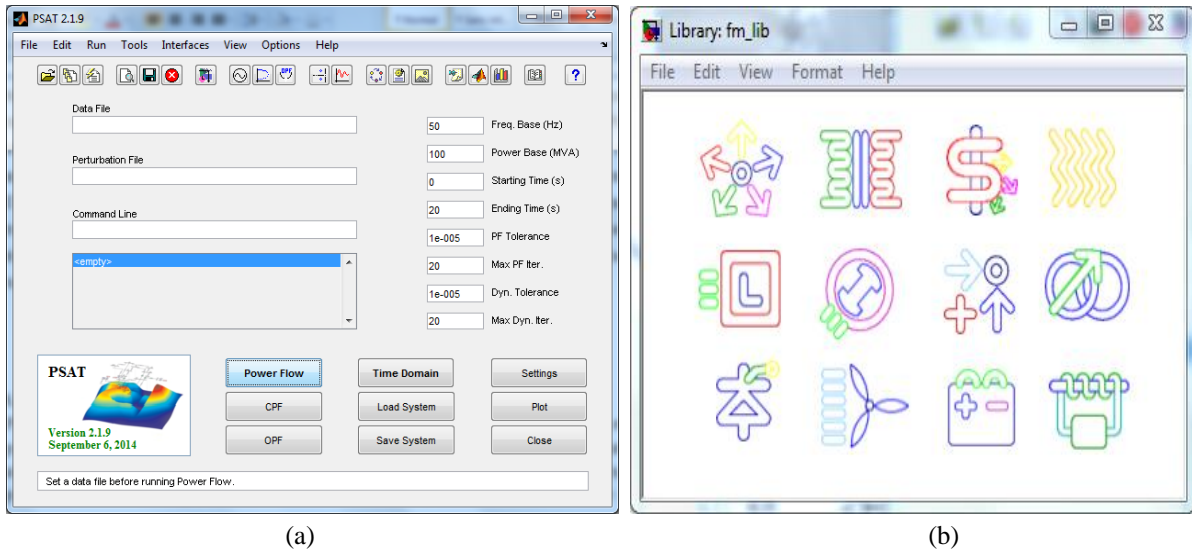 PSAT 2.1.9
File Edit Run Tools Interfaces View Options Help
Data File
Perturbation File
Command Line
<empty>
50 Freq. Base (Hz)
100 Power Base (MVA)
0 Starting Time (s)
20 Ending Time (s)
1e-005 PF Tolerance
20 Max PF Iter.
1e-005 Dyn. Tolerance
20 Max Dyn. Iter.
PSAT
Version 2.1.9
September 6, 2014
Power Flow Time Domain Settings
CPF Load System Plot
OPF Save System Close
Set a data file before running Power Flow.
(a)
Library: fm_lib
File Edit View Format Help
L
(b)